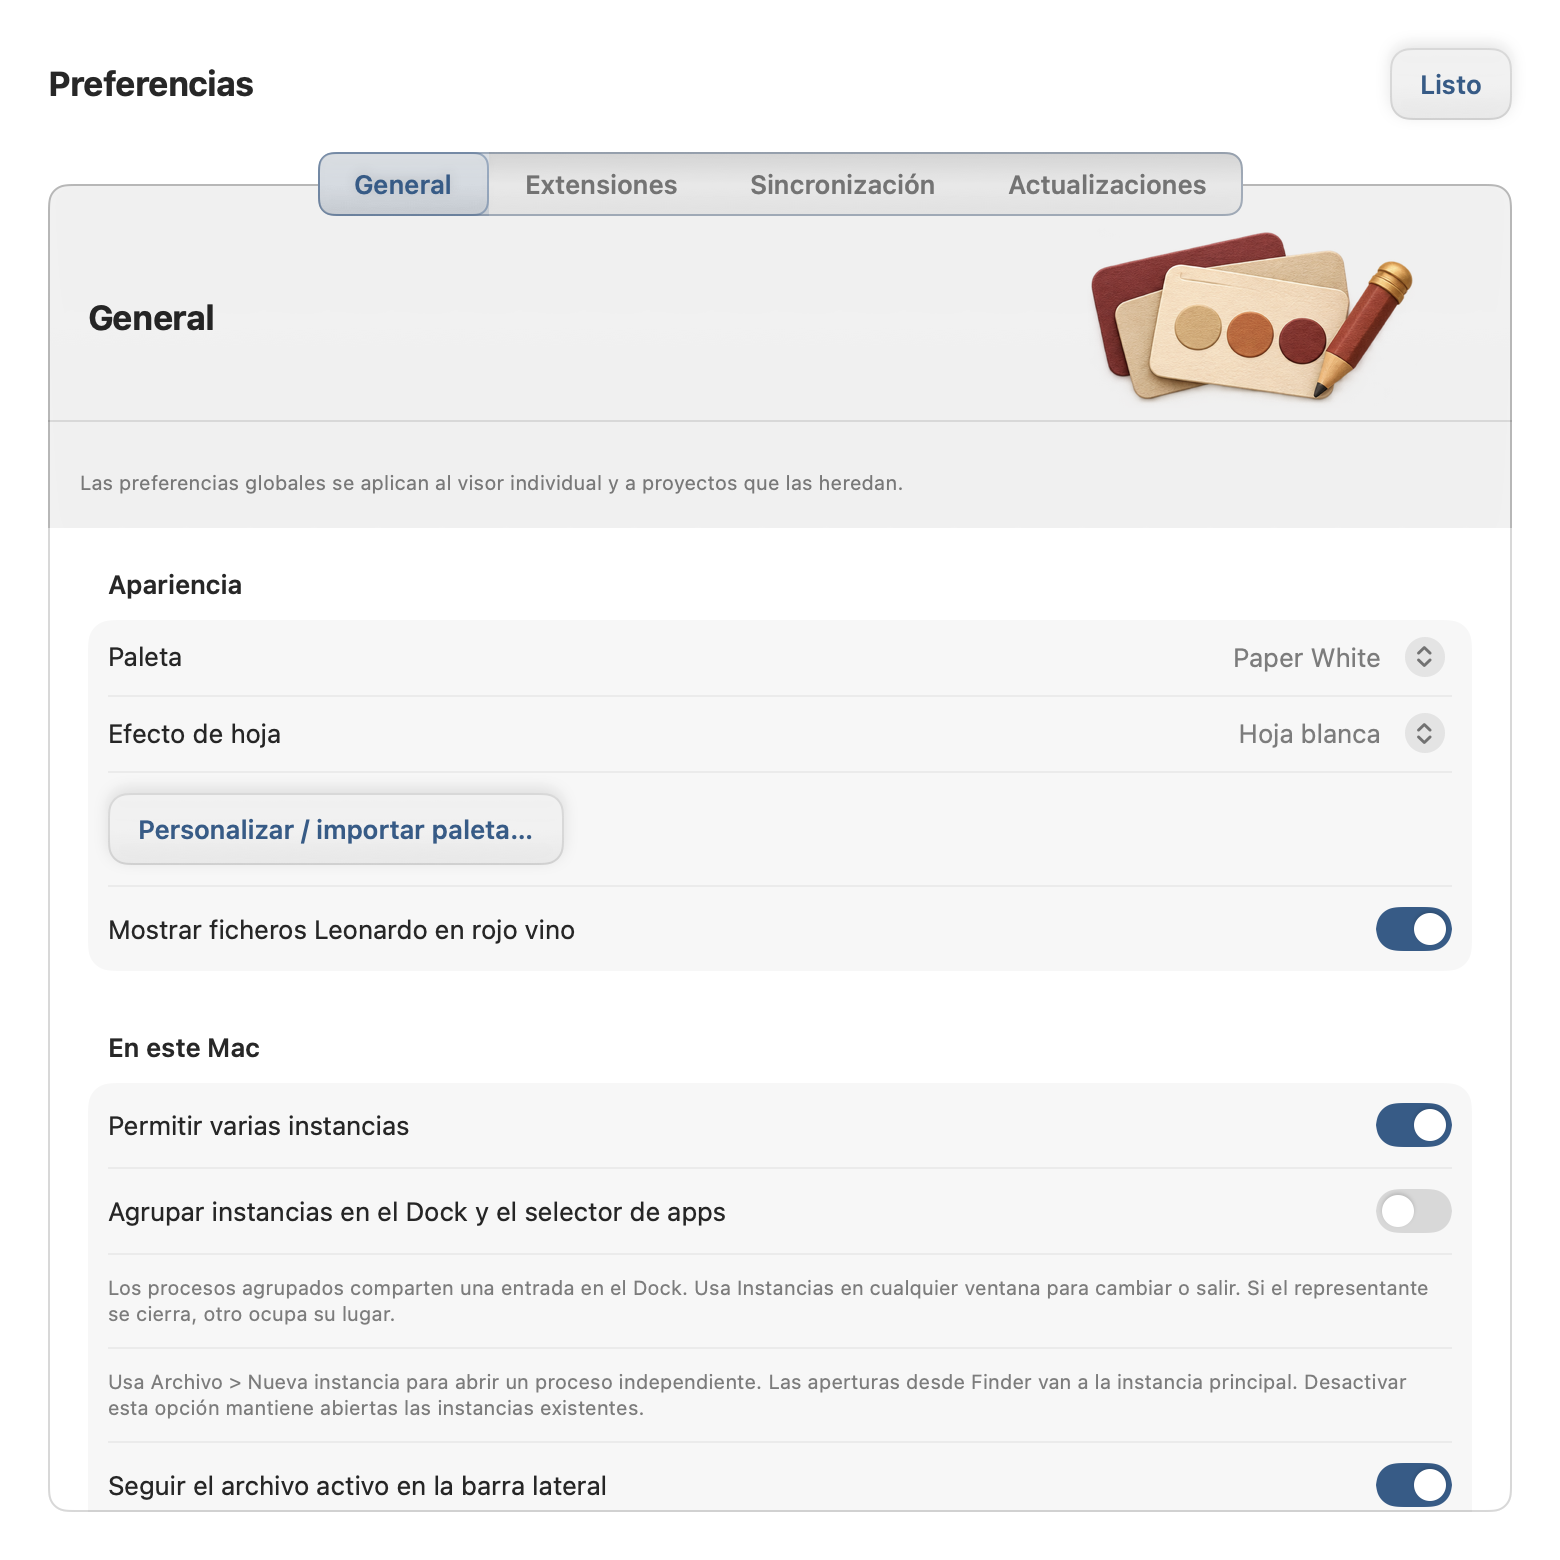 Preferencias
Listo
General
Extensiones
Sincronización
Actualizaciones
General
Las preferencias globales se aplican al visor individual y a proyectos que las heredan.
Apariencia
Paleta
Paper White
Efecto de hoja
Hoja blanca
Personalizar / importar paleta...
Mostrar ficheros Leonardo en rojo vino
En este Mac
Permitir varias instancias
Agrupar instancias en el Dock y el selector de apps
Los procesos agrupados comparten una entrada en el Dock. Usa Instancias en cualquier ventana para cambiar o salir. Si el representante
se cierra, otro ocupa su lugar.
Usa Archivo > Nueva instancia para abrir un proceso independiente. Las aperturas desde Finder van a la instancia principal. Desactivar
esta opción mantiene abiertas las instancias existentes.
Seguir el archivo activo en la barra lateral